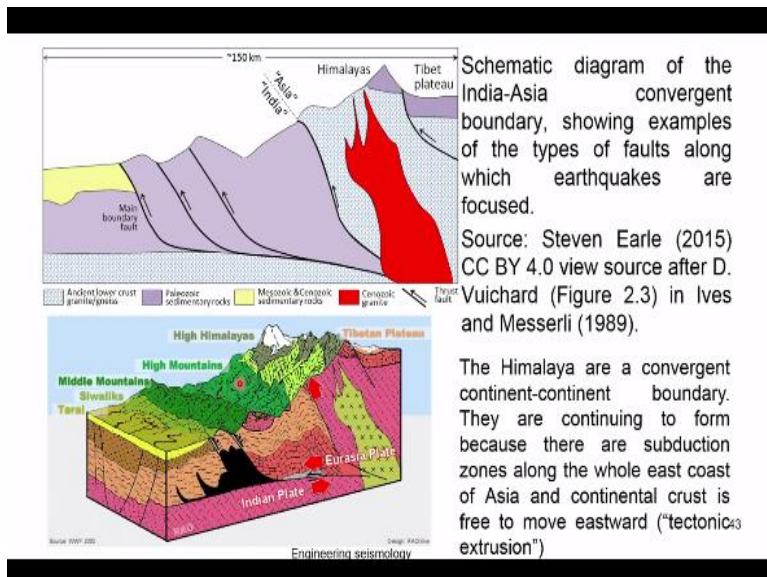 ~150 km
"Asia"
"India"
Himalayas
Tibet
plateau
Main
boundary
fault
Ancient lower crust
granite/gneiss
Paleozoic
sedimentary rocks
Mesozoic & Cenozoic
sedimentary rocks
Cenozoic
granite
Thrust
fault
High Himalayas
Tibetan Plateau
High Mountains
Middle Mountains
Siwaliks
Terai
Eurasia Plate
Indian Plate
RAO
Source: WWF 2005
Design: RAOnline
Engineering seismology
Schematic diagram of the
India-Asia convergent
boundary, showing examples
of the types of faults along
which earthquakes are
focused.
Source: Steven Earle (2015)
CC BY 4.0 view source after D.
Vuichard (Figure 2.3) in Ives
and Messerli (1989).
The Himalaya are a convergent
continent-continent boundary.
They are continuing to form
because there are subduction
zones along the whole east coast
of Asia and continental crust is
free to move eastward ("tectonic
43
extrusion")